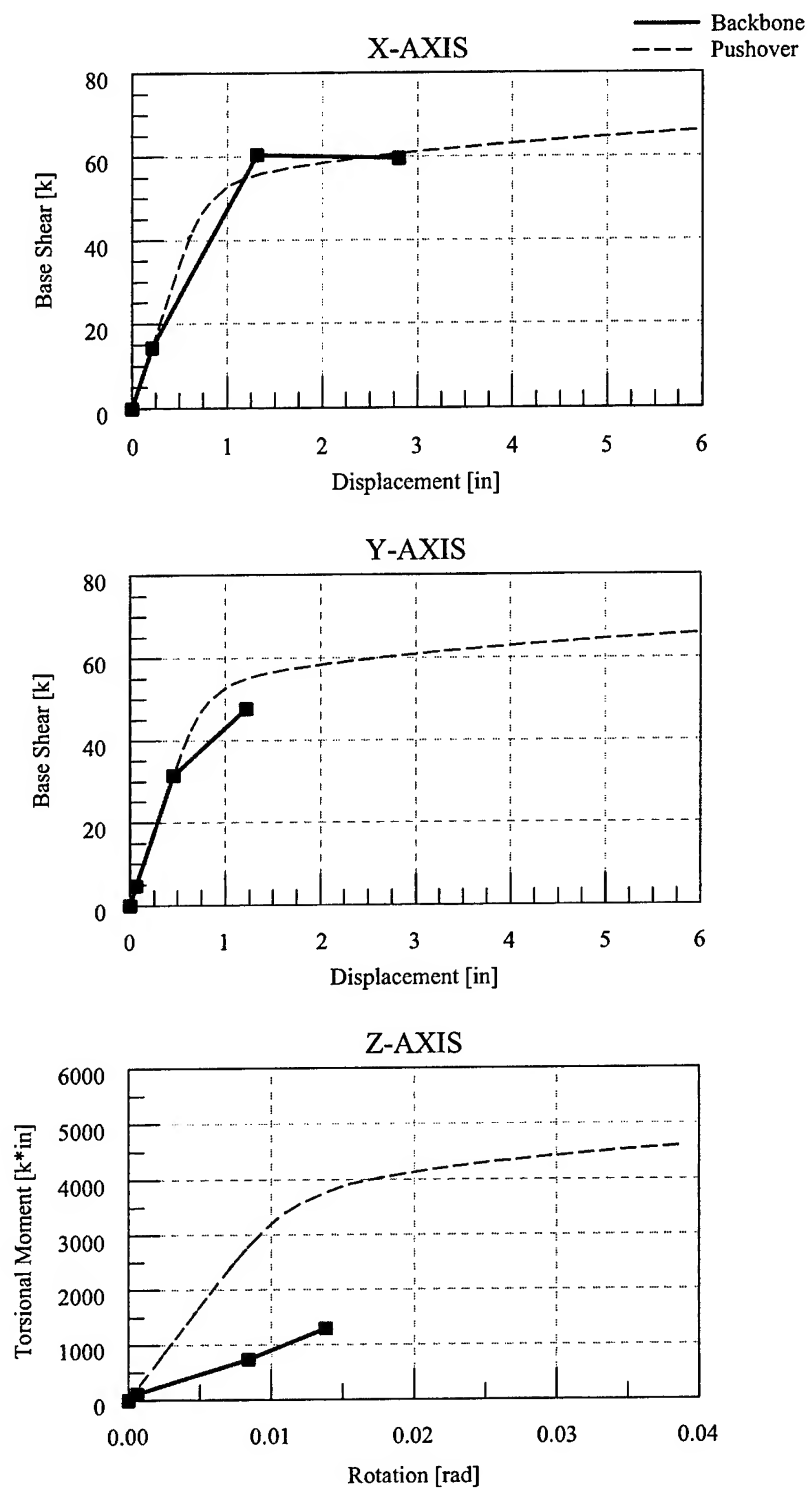 Backbone
Pushover
X-AXIS
80
60
40
20
0
Base Shear [k]
0 1 2 3 4 5 6
Displacement [in]
Y-AXIS
80
60
40
20
0
Base Shear [k]
0 1 2 3 4 5 6
Displacement [in]
Z-AXIS
6000
5000
4000
3000
2000
1000
0
Torsional Moment [k*in]
0.00 0.01 0.02 0.03 0.04
Rotation [rad]